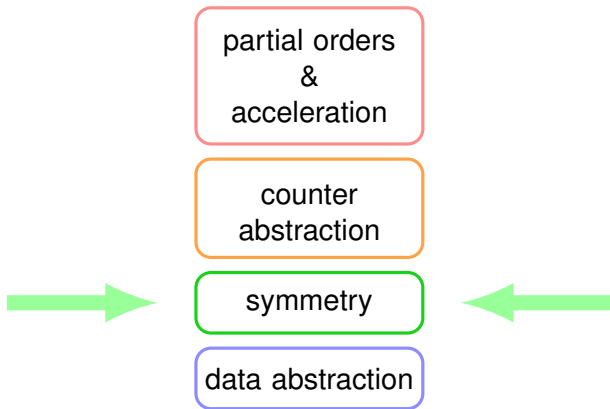 partial orders
&
acceleration
counter
abstraction
symmetry
data abstraction